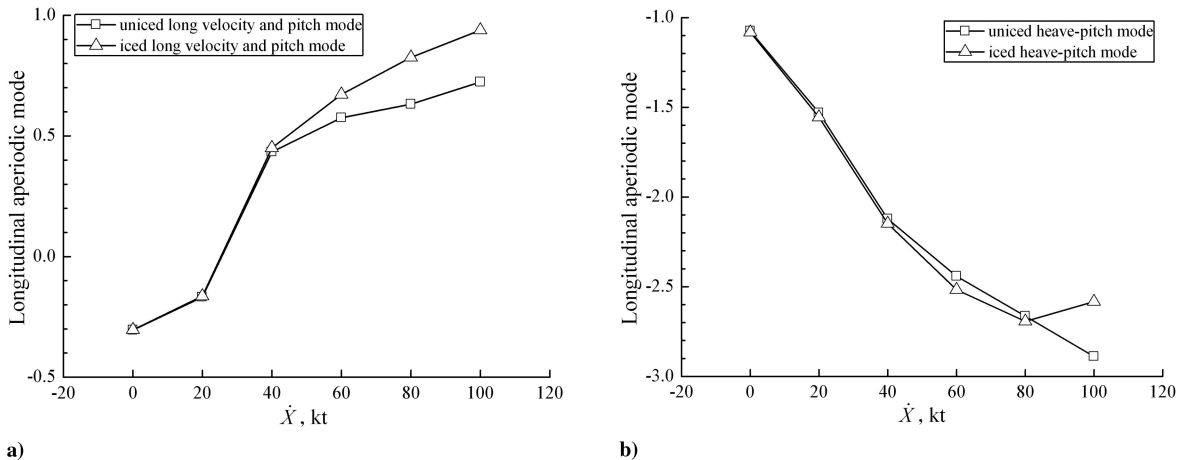 uniced long velocity and pitch mode
iced long velocity and pitch mode
Longitudinal aperiodic mode
1.0
0.5
0.0
-0.5
-20 0 20 40 60 80 100 120
Ẋ , kt
a)
uniced heave-pitch mode
iced heave-pitch mode
Longitudinal aperiodic mode
-1.0
-1.5
-2.0
-2.5
-3.0
-20 0 20 40 60 80 100 120
Ẋ , kt
b)